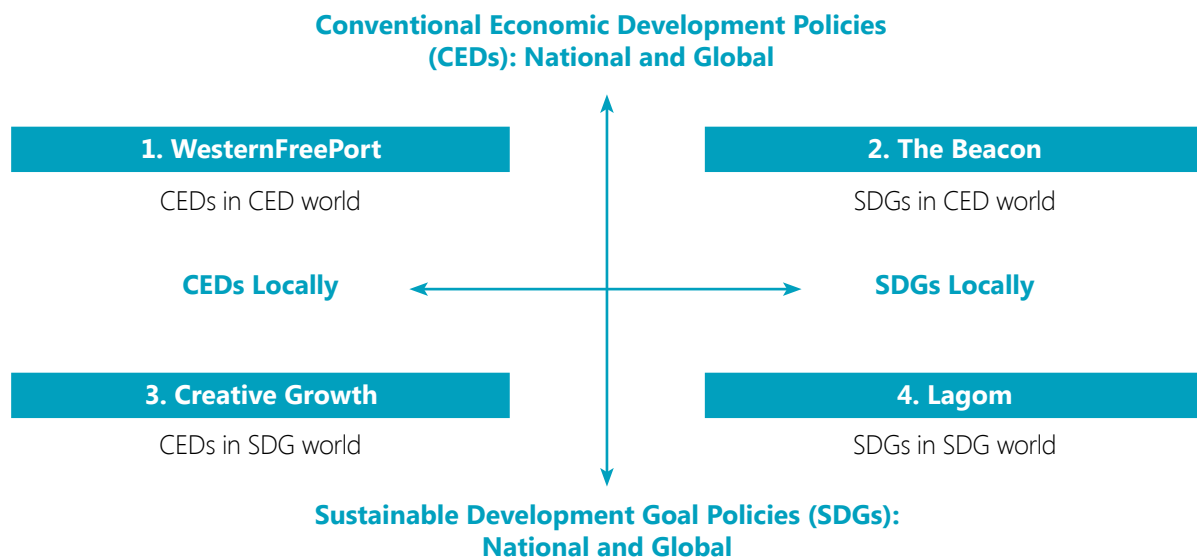 Conventional Economic Development Policies
(CEDs): National and Global
1. WesternFreePort
CEDs in CED world
2. The Beacon
SDGs in CED world
CEDs Locally
SDGs Locally
3. Creative Growth
CEDs in SDG world
4. Lagom
SDGs in SDG world
Sustainable Development Goal Policies (SDGs):
National and Global